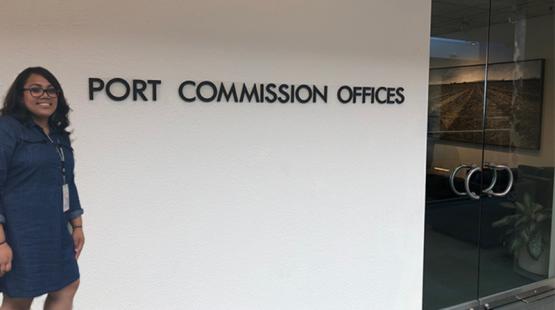 PORT COMMISSION OFFICES